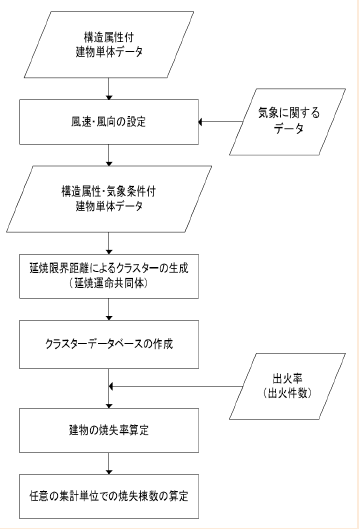 構造属性付
建物単体データ
風速・風向の設定
気象に関する
データ
構造属性・気象条件付
建物単体データ
延焼限界距離によるクラスターの生成
(延焼運命共同体)
クラスターデータベースの作成
出火率
(出火件数)
建物の焼失率算定
任意の集計単位での焼失棟数の算定